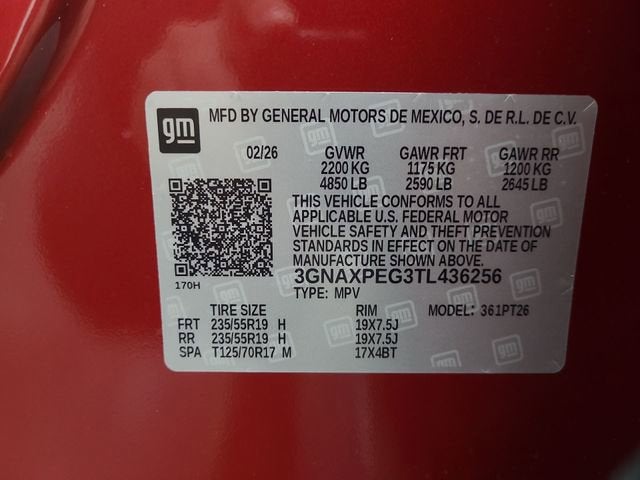 gm MFD BY GENERAL MOTORS DE MEXICO, S. DE R.L. DE C.V.
02/26 GVWR GAWR FRT GAWR RR
2200 KG 1175 KG 1200 KG
4850 LB 2590 LB 2645 LB
THIS VEHICLE CONFORMS TO ALL
APPLICABLE U.S. FEDERAL MOTOR
VEHICLE SAFETY AND THEFT PREVENTION
STANDARDS IN EFFECT ON THE DATE OF
MANUFACTURE SHOWN ABOVE.
170H 3GNAXPEG3TL436256
TYPE: MPV
TIRE SIZE RIM MODEL: 361PT26
FRT 235/55R19 H 19X7.5J
RR 235/55R19 H 19X7.5J
SPA T125/70R17 M 17X4BT